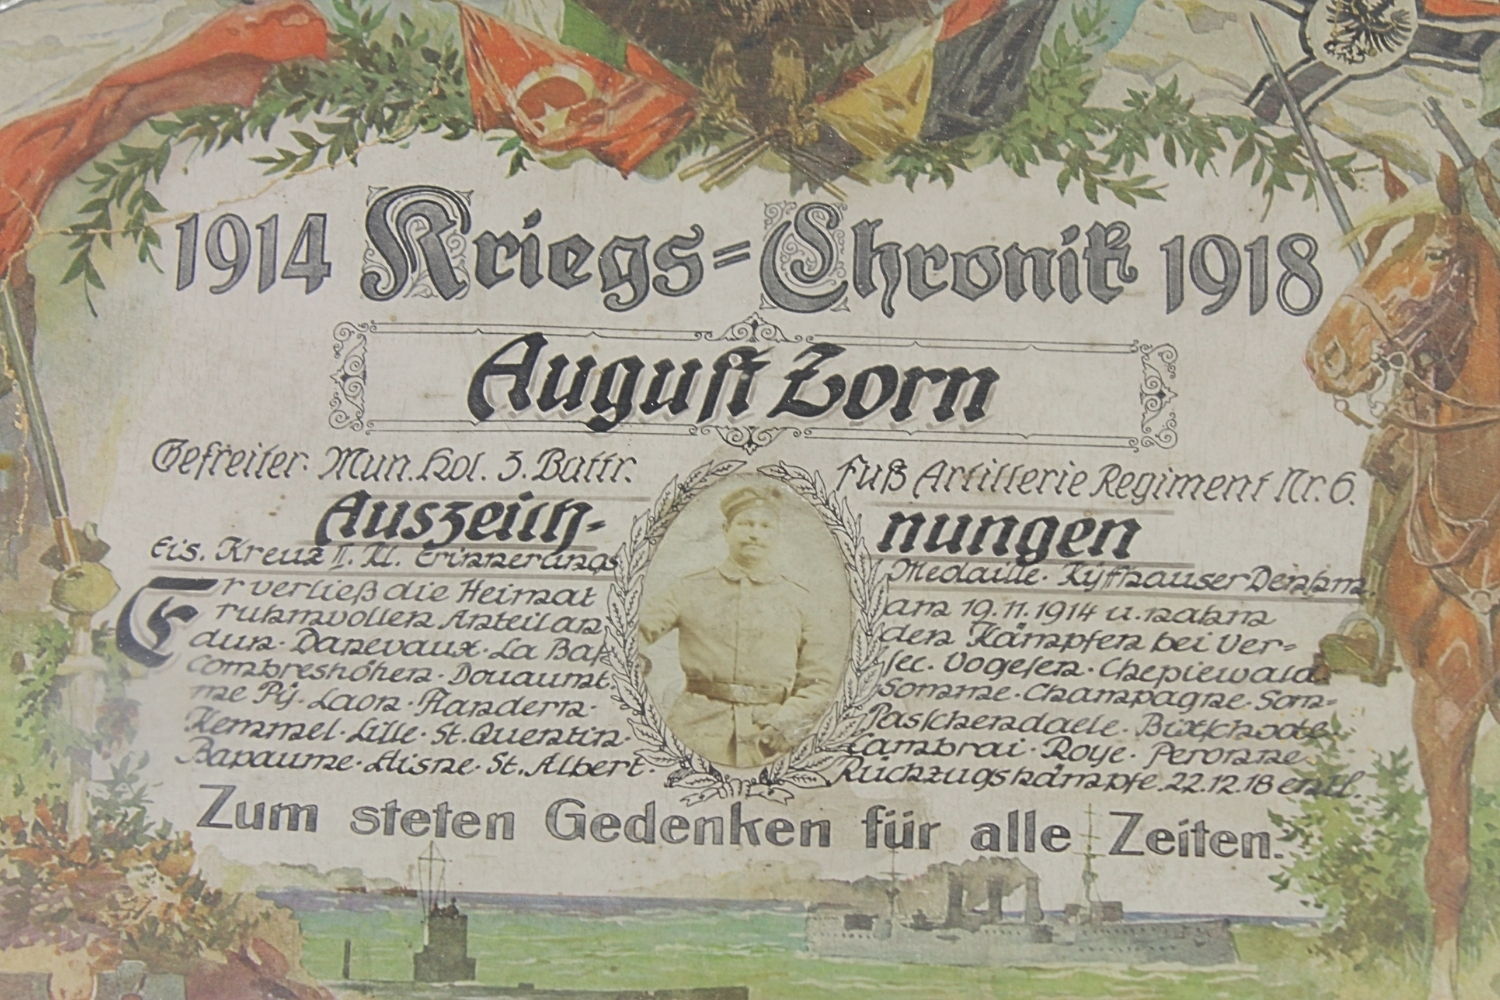 1914 Kriegs=Chronik 1918
August Zorn
Gefreiter Mun. Kol. 3. Battr. Fuß Artillerie Regiment Nr. 6.
Auszeich-nungen
Eis. Kreuz II. Kl. Erinnerungs Medaille. Kyffhäuser Denkm.
Er verließ die Heimat am 19.11.1914 u. nahm
ruhmvollen Anteil an den Kämpfen bei Ver=
dun. Danevaux. La Bas sée. Vogesen. Chepiewald.
Combreshöhen. Douaumt. Somme. Champagne. Som=
me Py. Laon. Flandern. Paschendaele. Bixschoote.
Kemmel. Lille. St. Quentin. Cambrai. Roye. Peronne.
Bapaume. Aisne. St. Albert. Rückzugskämpfe. 22.12.18 entl.
Zum steten Gedenken für alle Zeiten.